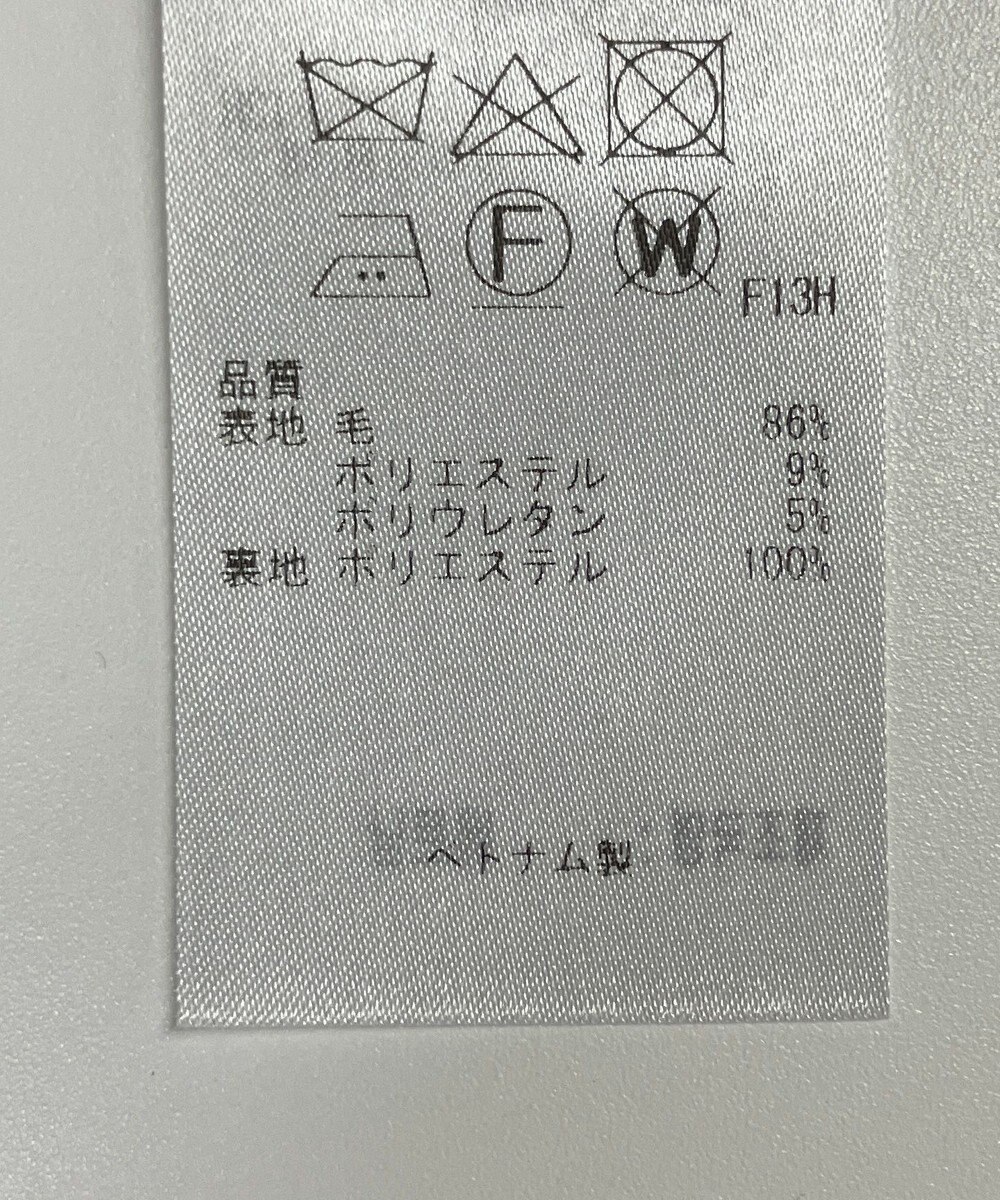 F W F13H
品質
表地 毛 86%
ポリエステル 9%
ポリウレタン 5%
裏地 ポリエステル 100%
ベトナム製